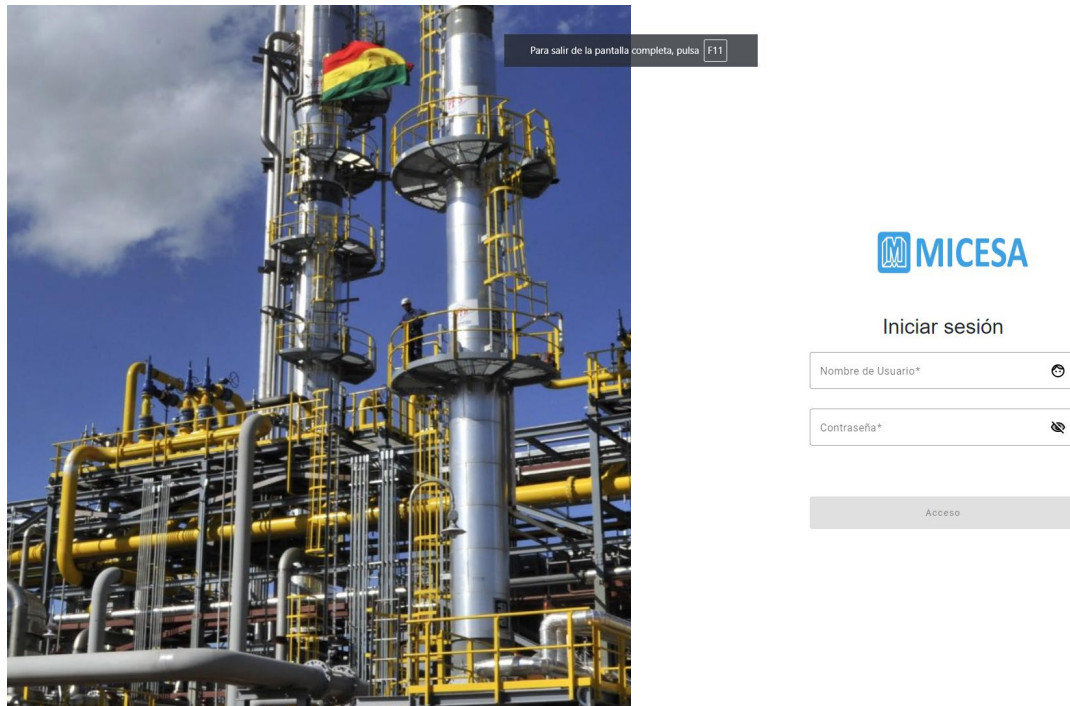 Para salir de la pantalla completa, pulsa F11
MICESA
Iniciar sesión
Nombre de Usuario*
Contraseña*
Acceso